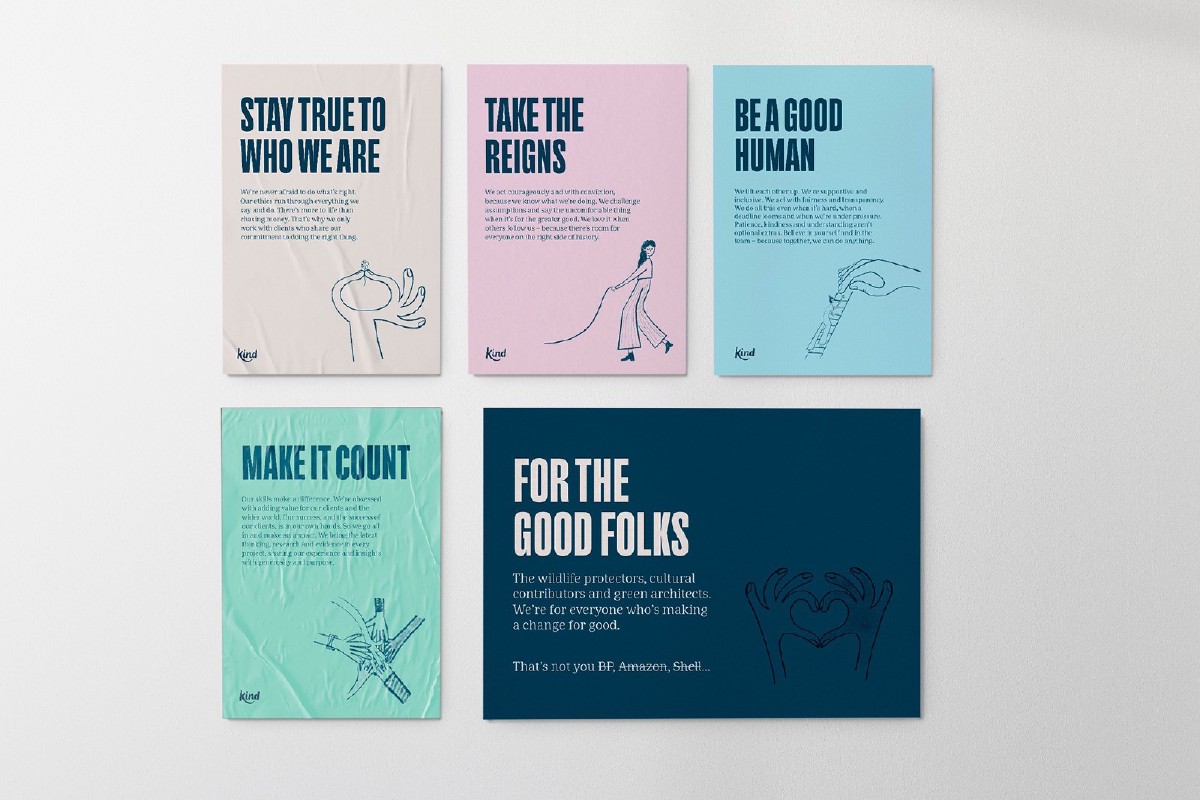 STAY TRUE TO
WHO WE ARE
We're never afraid to do what's right.
Our ethics run through everything we
say and do. There's more to life than
chasing money. That's why we only
work with clients who share our
commitment to doing the right thing.
kind
TAKE THE
REIGNS
We act courageously and with conviction,
because we know what we're doing. We challenge
assumptions and say the uncomfortable thing
when it's for the greater good. We love it when
others follow us – because there's room for
everyone on the right side of history.
kind
BE A GOOD
HUMAN
We lift each other up. We're supportive and
inclusive. We act with fairness and transparency.
We do all this even when it's hard, when a
deadline looms and when we're under pressure.
Patience, kindness and understanding aren't
optional extras. Believe in yourself and in the
team – because together, we can do anything.
kind
MAKE IT COUNT
Our skills make a difference. We're obsessed
with adding value for our clients and the
wider world. Our success, and the success of
our clients, is in our own hands. So we go all
in and make an impact. We bring the latest
thinking, research and evidence to every
project, sharing our experience and insights
with generosity and purpose.
kind
FOR THE
GOOD FOLKS
The wildlife protectors, cultural
contributors and green architects.
We're for everyone who's making
a change for good.
That's not you BP, Amazon, Shell...